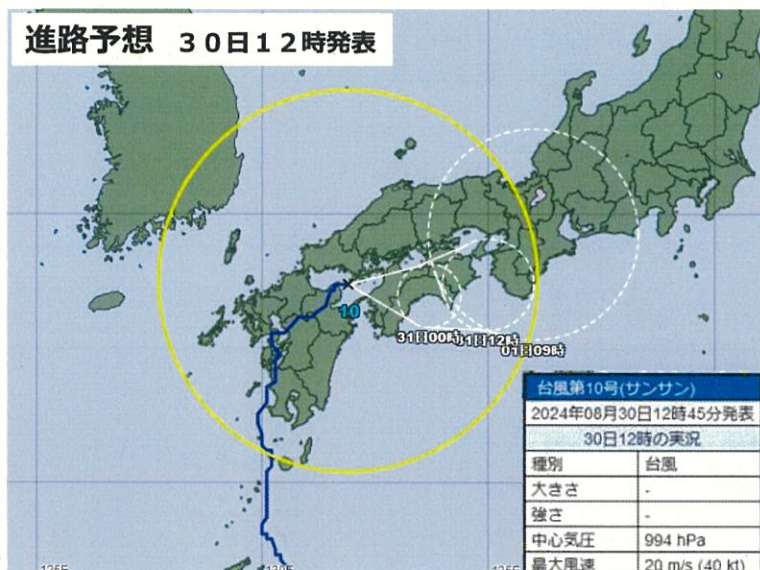 進路予想 30日12時発表
10
31日00時
31日12時
01日09時
台風第10号(サンサン)
2024年08月30日12時45分発表
30日12時の実況
種別 台風
大きさ -
強さ -
中心気圧 994 hPa
最大風速 20 m/s (40 kt)
125E 130E 135E